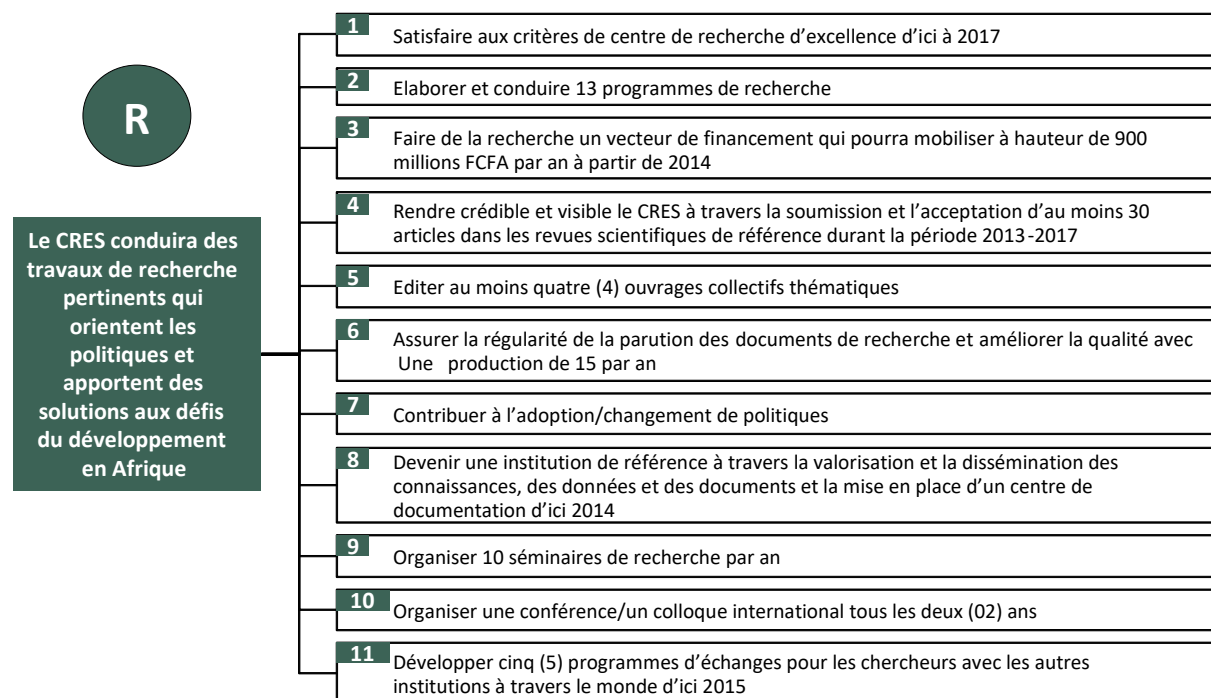 R
Le CRES conduira des
travaux de recherche
pertinents qui
orientent les
politiques et
apportent des
solutions aux défis
du développement
en Afrique
1
Satisfaire aux critères de centre de recherche d’excellence d’ici à 2017
2
Elaborer et conduire 13 programmes de recherche
3
Faire de la recherche un vecteur de financement qui pourra mobiliser à hauteur de 900
millions FCFA par an à partir de 2014
4
Rendre crédible et visible le CRES à travers la soumission et l’acceptation d’au moins 30
articles dans les revues scientifiques de référence durant la période 2013-2017
5
Editer au moins quatre (4) ouvrages collectifs thématiques
6
Assurer la régularité de la parution des documents de recherche et améliorer la qualité avec
Une production de 15 par an
7
Contribuer à l’adoption/changement de politiques
8
Devenir une institution de référence à travers la valorisation et la dissémination des
connaissances, des données et des documents et la mise en place d’un centre de
documentation d’ici 2014
9
Organiser 10 séminaires de recherche par an
10
Organiser une conférence/un colloque international tous les deux (02) ans
11
Développer cinq (5) programmes d’échanges pour les chercheurs avec les autres
institutions à travers le monde d’ici 2015